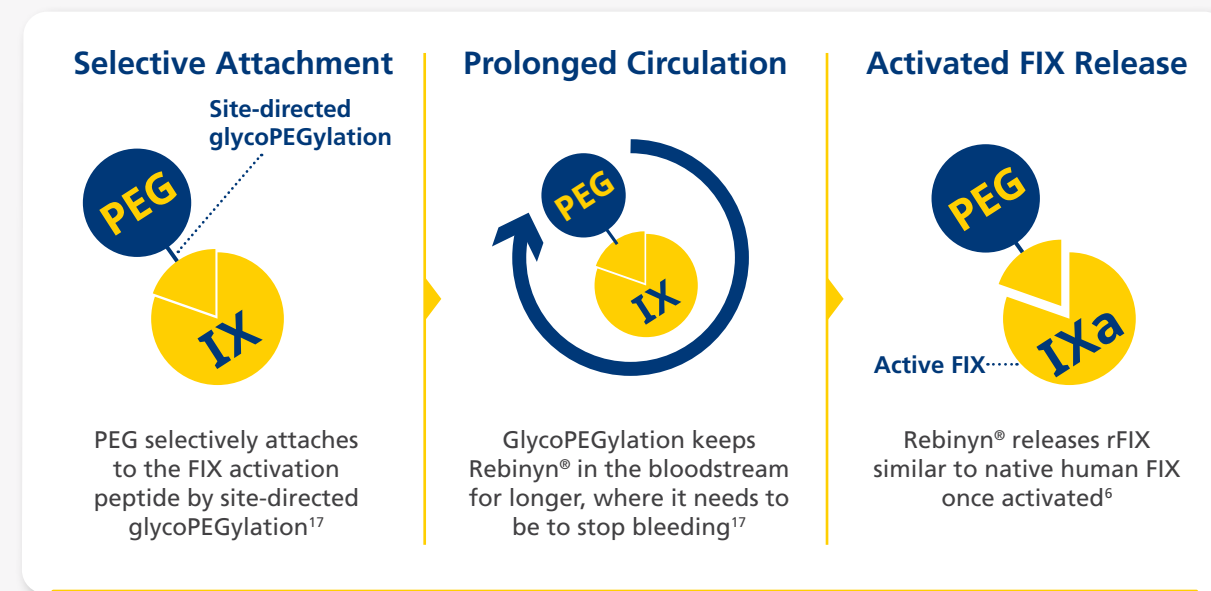 Selective Attachment
Site-directed
glycoPEGylation
PEG
IX
PEG selectively attaches
to the FIX activation
peptide by site-directed
glycoPEGylation¹⁷
Prolonged Circulation
PEG
IX
GlycoPEGylation keeps
Rebinyn® in the bloodstream
for longer, where it needs to
be to stop bleeding¹⁷
Activated FIX Release
PEG
IXa
Active FIX
Rebinyn® releases rFIX
similar to native human FIX
once activated⁶